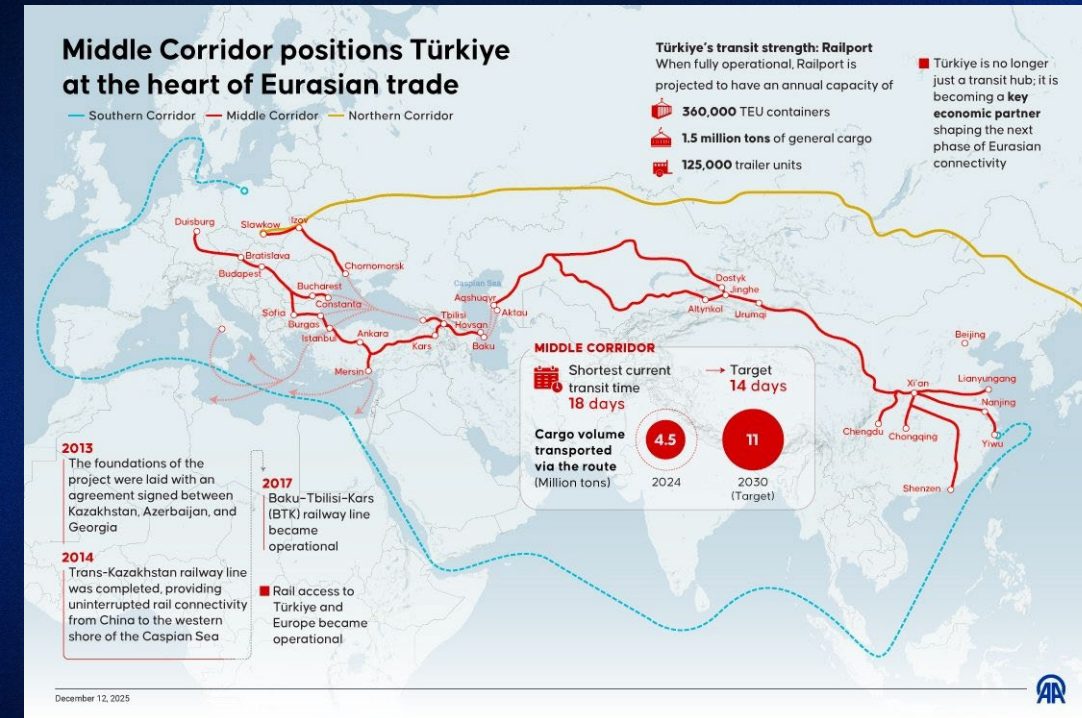 Middle Corridor positions Türkiye
at the heart of Eurasian trade
Southern Corridor
Middle Corridor
Northern Corridor
Türkiye's transit strength: Railport
When fully operational, Railport is
projected to have an annual capacity of
360,000 TEU containers
1.5 million tons of general cargo
125,000 trailer units
Türkiye is no longer
just a transit hub; it is
becoming a key
economic partner
shaping the next
phase of Eurasian
connectivity
Duisburg
Slawkow
Izov
Bratislava
Budapest
Chornomorsk
Bucharest
Constanta
Sofia
Burgas
Istanbul
Ankara
Mersin
Kars
Tbilisi
Hovsan
Baku
Caspian Sea
Aqshuqyr
Aktau
Dostyk
Jinghe
Altynkol
Urumqi
Beijing
Xi'an
Lianyungang
Nanjing
Yiwu
Chengdu
Chongqing
Shenzen
MIDDLE CORRIDOR
Shortest current
transit time
18 days
Target
14 days
Cargo volume
transported
via the route
(Million tons)
4.5
2024
11
2030
(Target)
2013
The foundations of the
project were laid with an
agreement signed between
Kazakhstan, Azerbaijan, and
Georgia
2014
Trans-Kazakhstan railway line
was completed, providing
uninterrupted rail connectivity
from China to the western
shore of the Caspian Sea
2017
Baku-Tbilisi-Kars
(BTK) railway line
became
operational
Rail access to
Türkiye and
Europe became
operational
December 12, 2025
AA